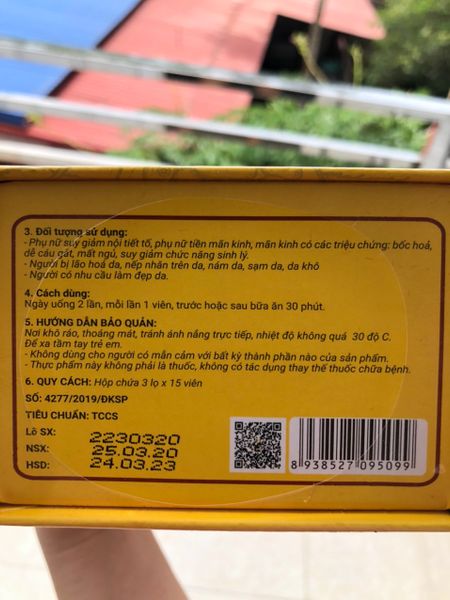 3. Đối tượng sử dụng:
- Phụ nữ suy giảm nội tiết tố, phụ nữ tiền mãn kinh, mãn kinh có các triệu chứng: bốc hoả,
dễ cáu gắt, mất ngủ, suy giảm chức năng sinh lý.
- Người bị lão hoá da, nếp nhăn trên da, nám da, sạm da, da khô
- Người có nhu cầu làm đẹp da.
4. Cách dùng:
Ngày uống 2 lần, mỗi lần 1 viên, trước hoặc sau bữa ăn 30 phút.
5. HƯỚNG DẪN BẢO QUẢN:
Nơi khô ráo, thoáng mát, tránh ánh nắng trực tiếp, nhiệt độ không quá 30 độ C.
Để xa tầm tay trẻ em.
- Không dùng cho người có mẫn cảm với bất kỳ thành phần nào của sản phẩm.
- Thực phẩm này không phải là thuốc, không có tác dụng thay thế thuốc chữa bệnh.
6. QUY CÁCH: Hộp chứa 3 lọ x 15 viên
SỐ: 4277/2019/ĐKSP
TIÊU CHUẨN: TCCS
Lô SX: 2230320
NSX: 25.03.20
HSD: 24.03.23
8 938527 095099